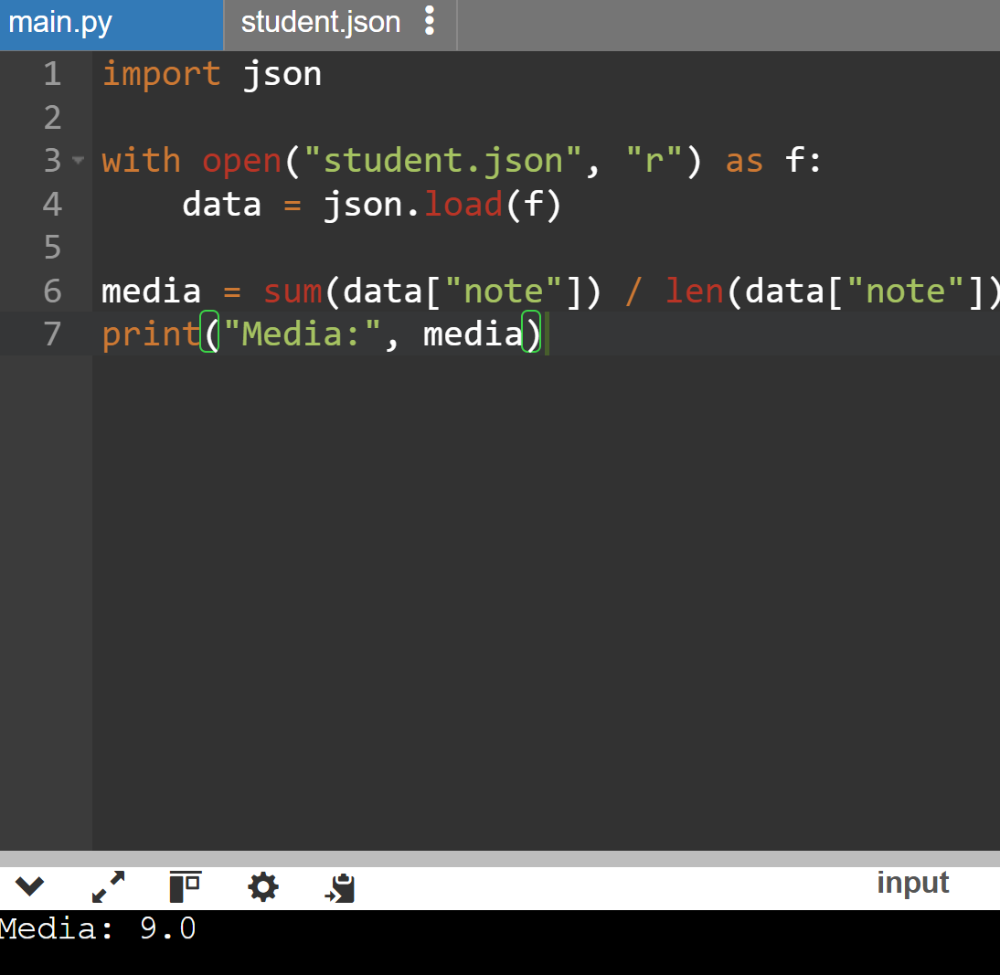 main.py student.json
1 import json
2
3 with open("student.json", "r") as f:
4     data = json.load(f)
5
6 media = sum(data["note"]) / len(data["note"])
7 print("Media:", media)
input
Media: 9.0